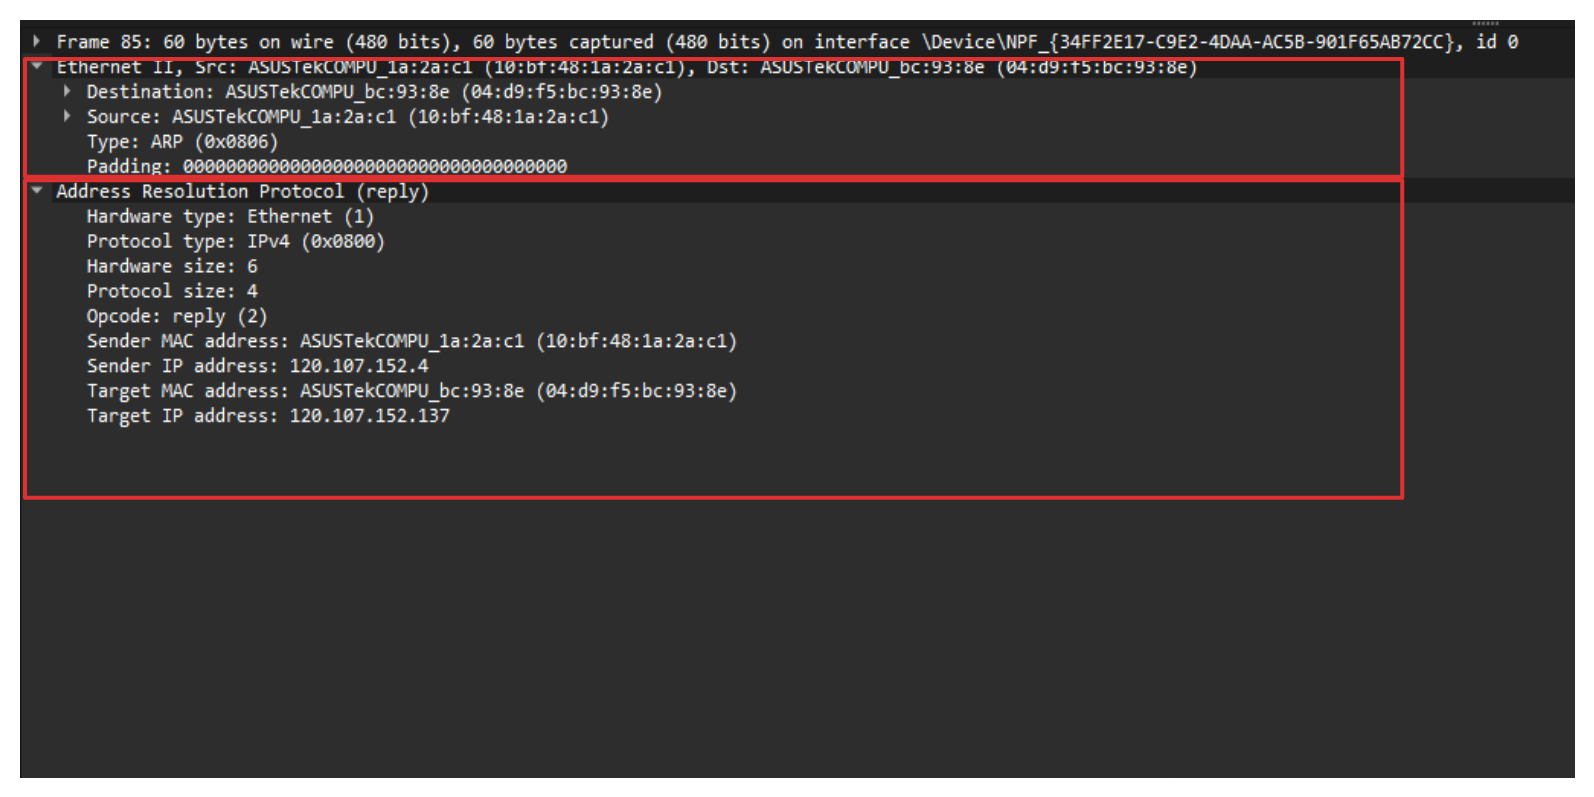 Frame 85: 60 bytes on wire (480 bits), 60 bytes captured (480 bits) on interface \Device\NPF_{34FF2E17-C9E2-4DAA-AC5B-901F65AB72CC}, id 0
Ethernet II, Src: ASUSTekCOMPU_1a:2a:c1 (10:bf:48:1a:2a:c1), Dst: ASUSTekCOMPU_bc:93:8e (04:d9:f5:bc:93:8e)
Destination: ASUSTekCOMPU_bc:93:8e (04:d9:f5:bc:93:8e)
Source: ASUSTekCOMPU_1a:2a:c1 (10:bf:48:1a:2a:c1)
Type: ARP (0x0806)
Padding: 000000000000000000000000000000000000
Address Resolution Protocol (reply)
Hardware type: Ethernet (1)
Protocol type: IPv4 (0x0800)
Hardware size: 6
Protocol size: 4
Opcode: reply (2)
Sender MAC address: ASUSTekCOMPU_1a:2a:c1 (10:bf:48:1a:2a:c1)
Sender IP address: 120.107.152.4
Target MAC address: ASUSTekCOMPU_bc:93:8e (04:d9:f5:bc:93:8e)
Target IP address: 120.107.152.137